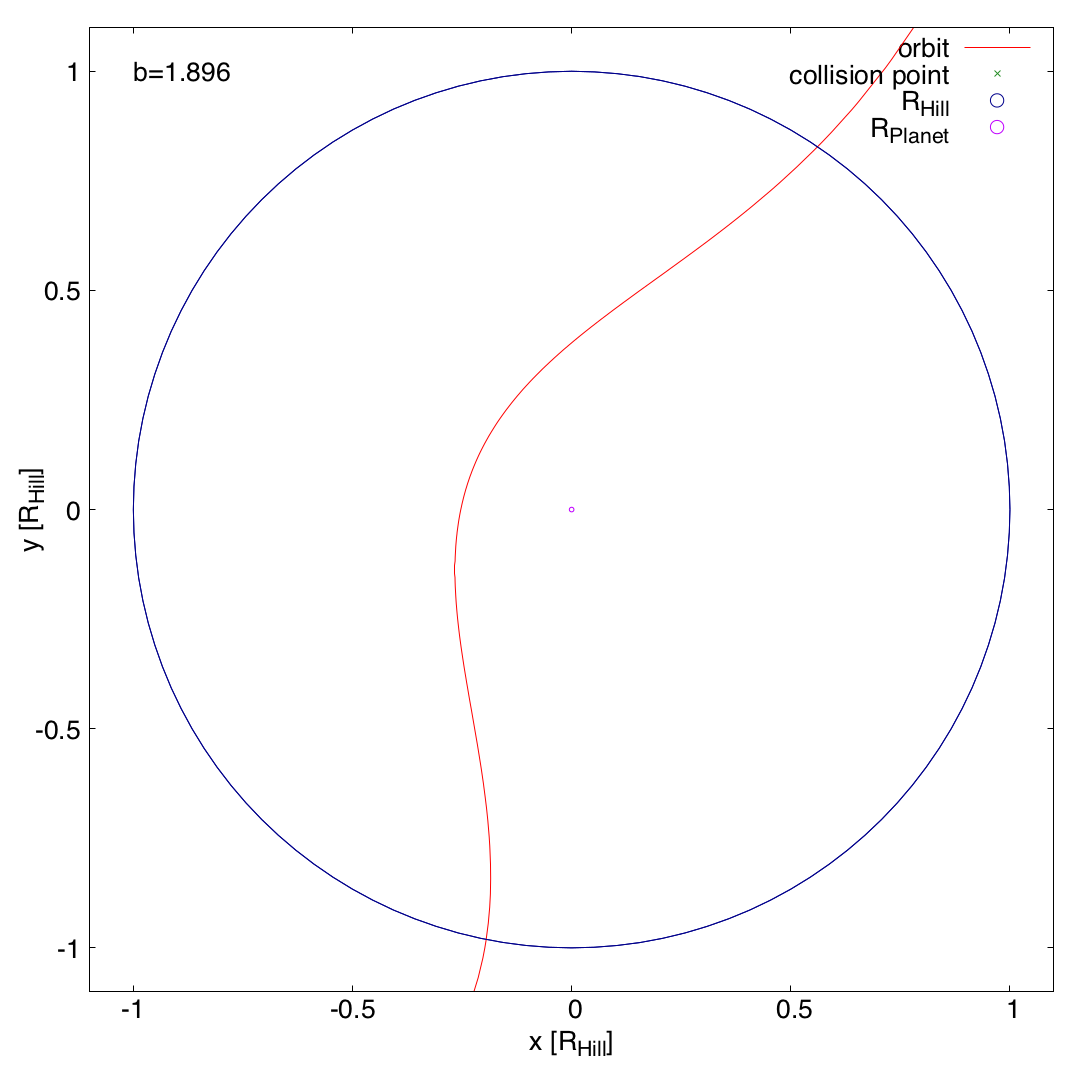 b=1.896
orbit
collision point
R_Hill
R_Planet
1
0.5
0
-0.5
-1
y [R_Hill]
-1 -0.5 0 0.5 1
x [R_Hill]